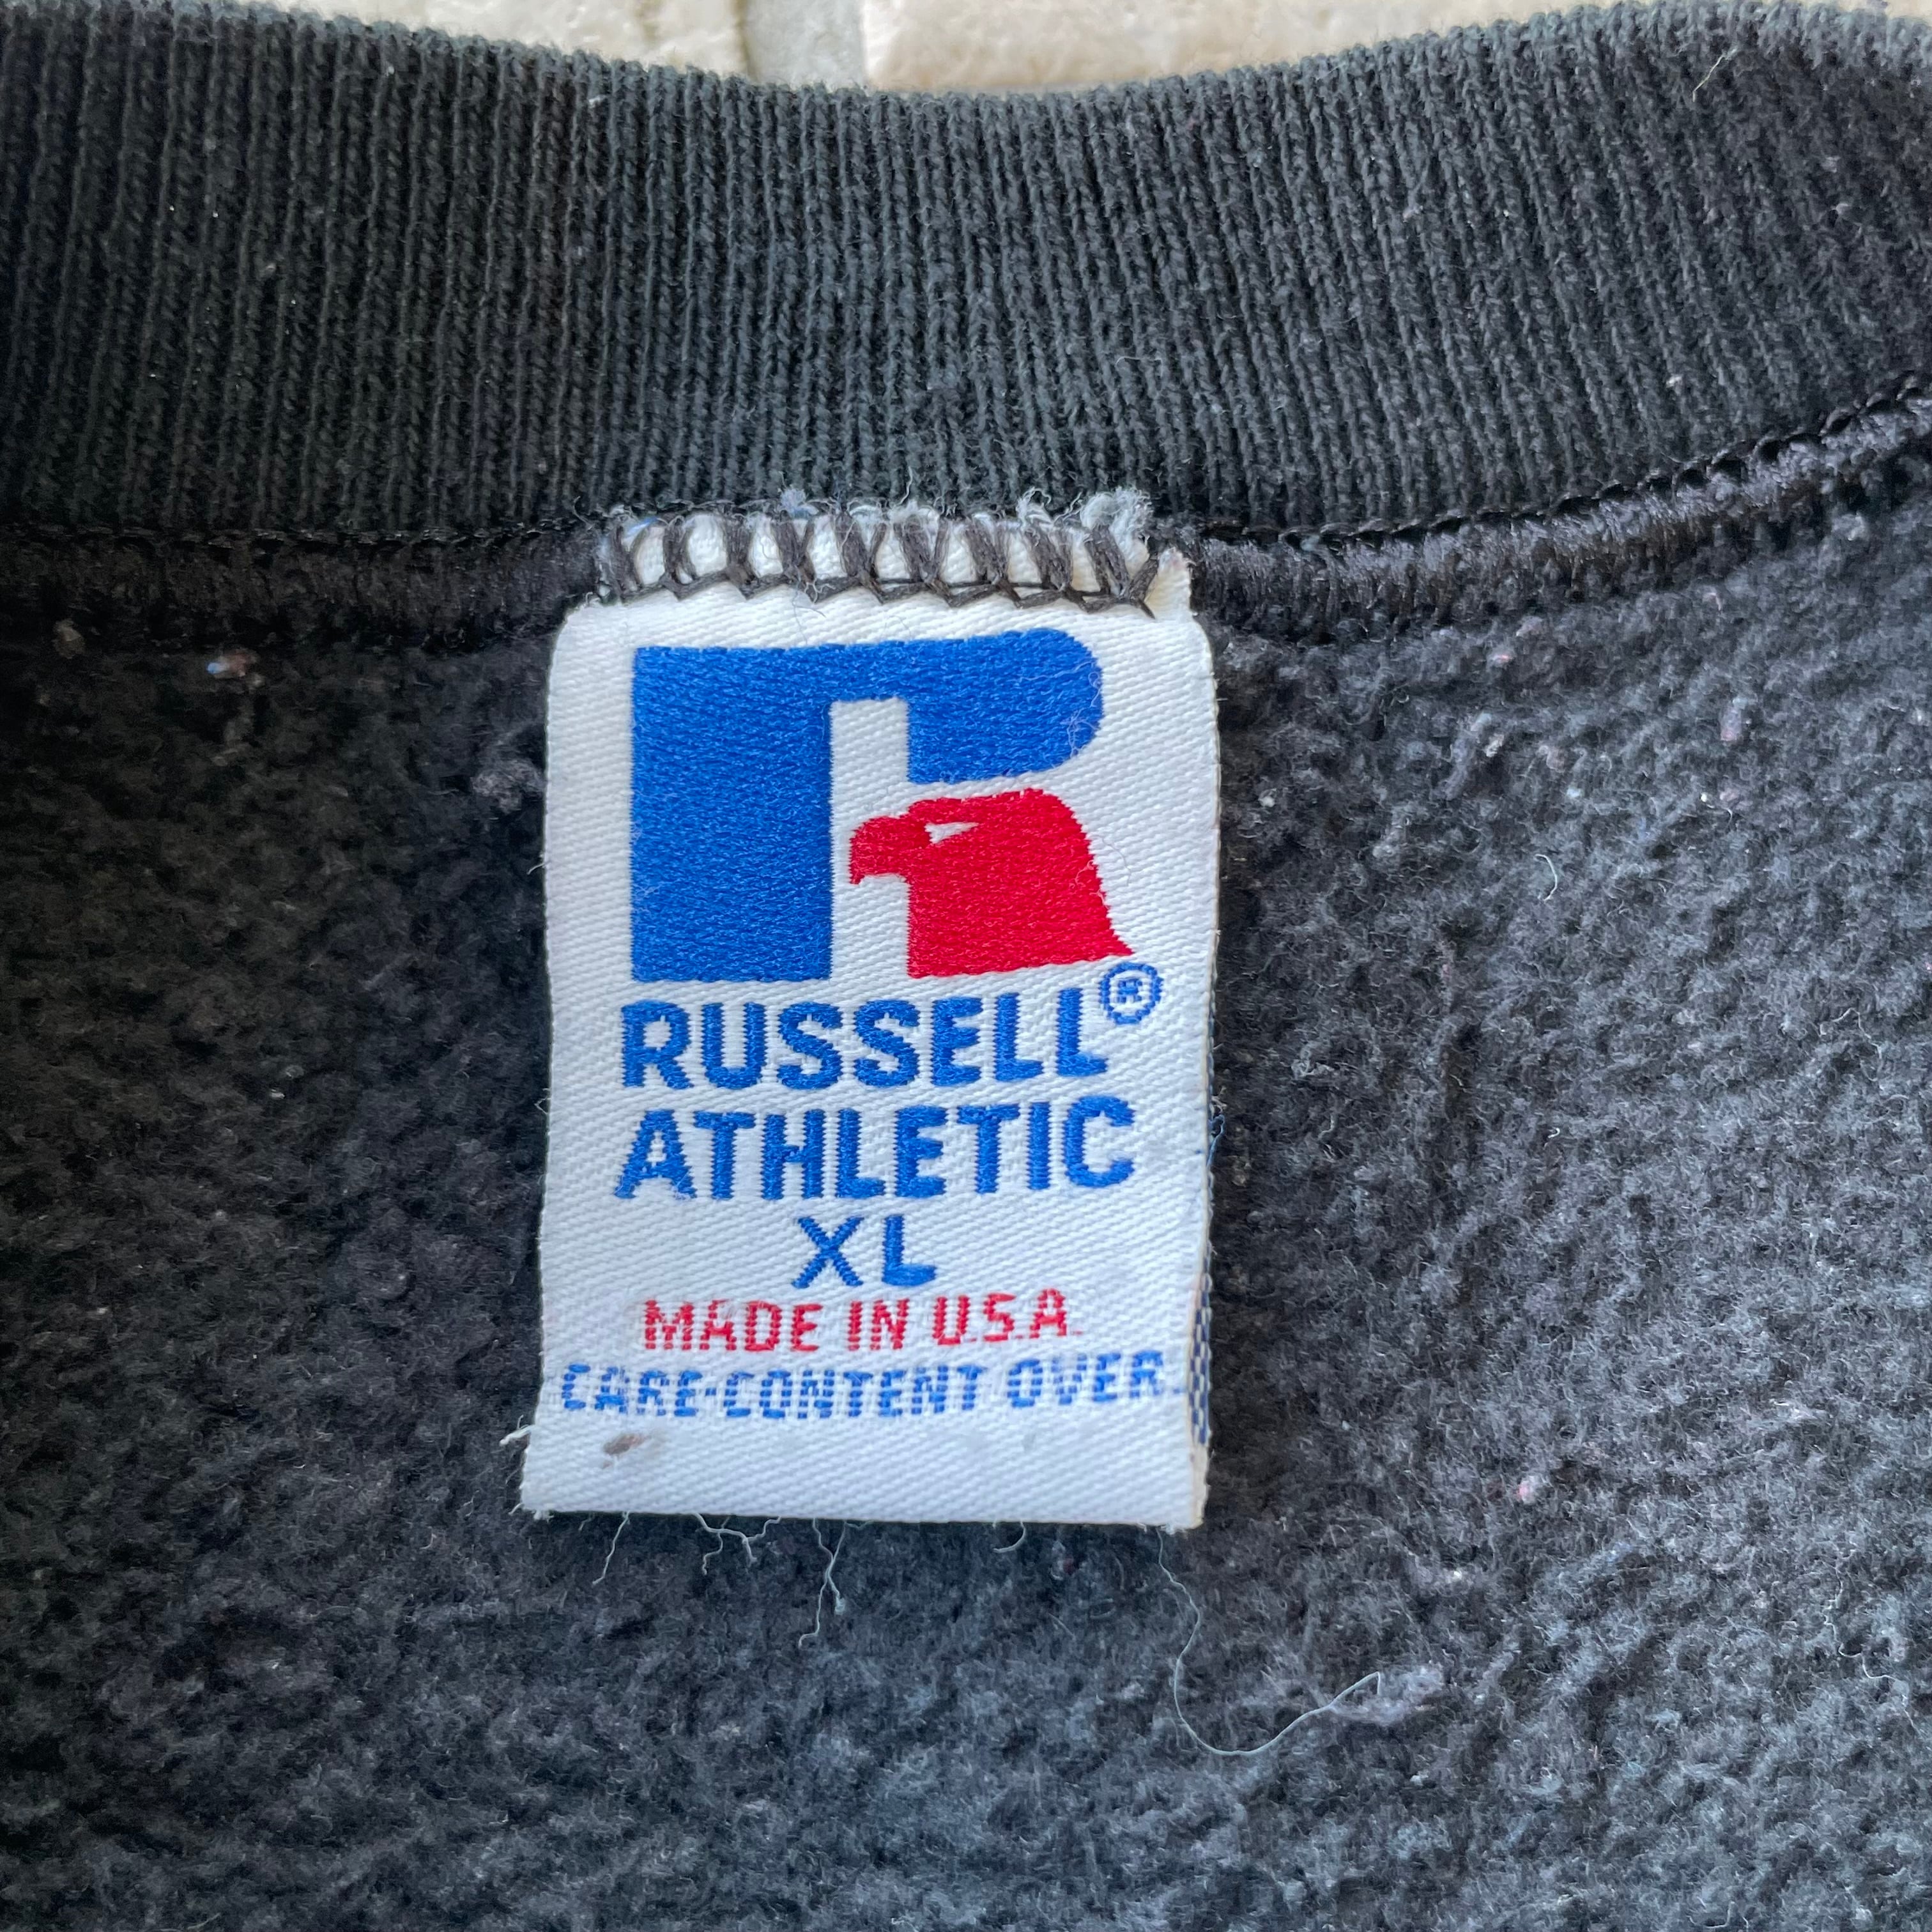 R
RUSSELL®
ATHLETIC
XL
MADE IN U.S.A.
CARE-CONTENT OVER